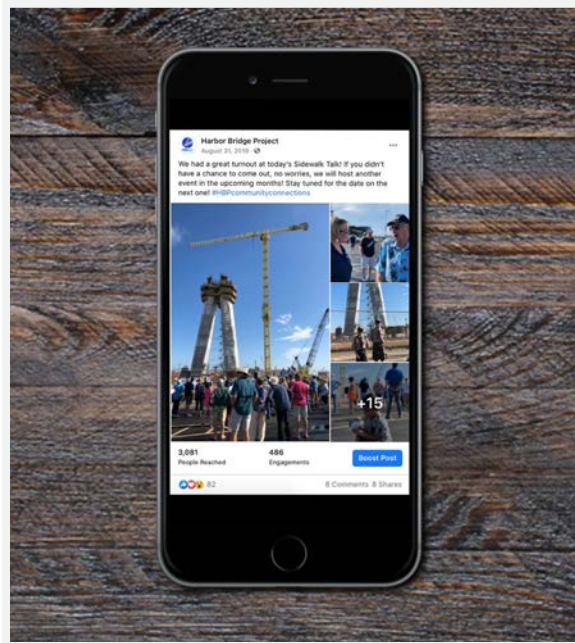 Harbor Bridge Project
August 31, 2019
We had a great turnout at today's Sidewalk Talk! If you didn't
have a chance to come out, no worries, we will host another
event in the upcoming months! Stay tuned for the date on the
next one! #HBPcommunityconnections
+15
3,081
486
Boost Post
People Reached
Engagements
82
8 Comments 8 Shares